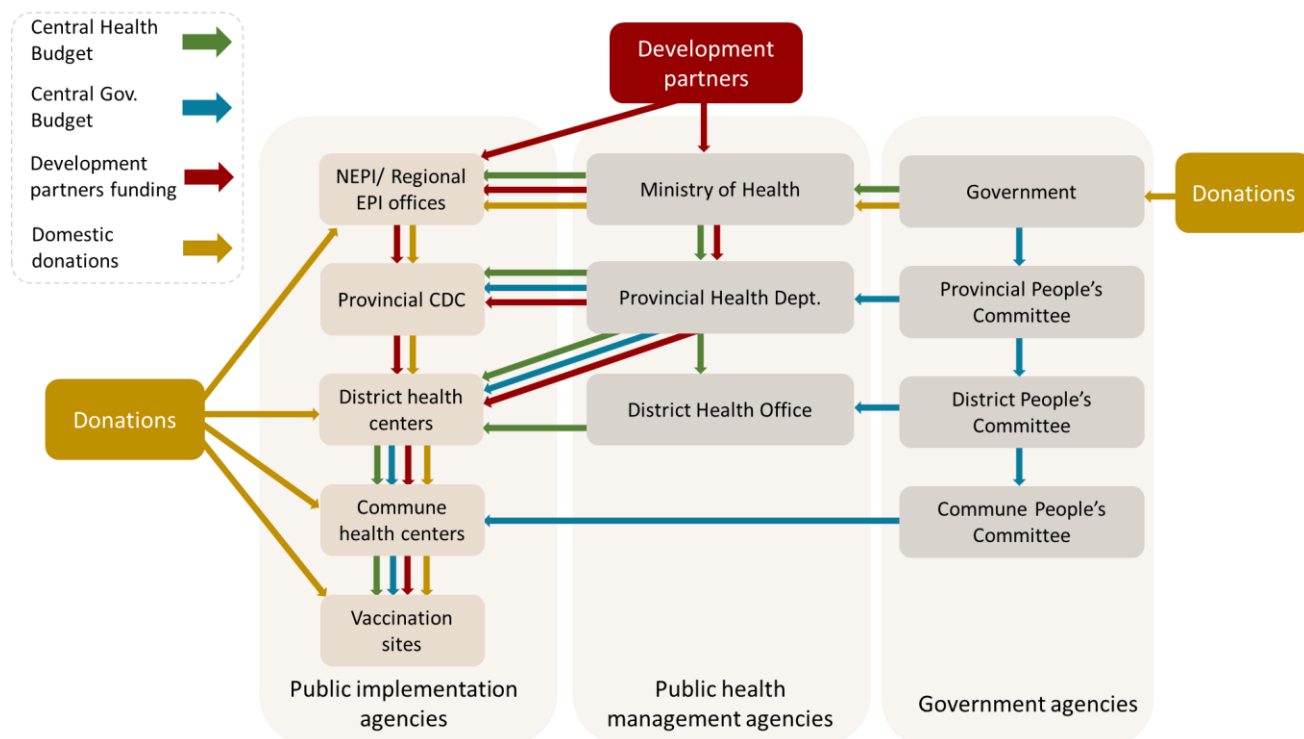 Central Health
Budget
Central Gov.
Budget
Development
partners funding
Domestic
donations
Development
partners
NEPI/ Regional
EPI offices
Ministry of Health
Government
Donations
Provincial CDC
Provincial Health Dept.
Provincial People's
Committee
Donations
District health
centers
District Health Office
District People's
Committee
Commune
health centers
Commune People's
Committee
Vaccination
sites
Public implementation
agencies
Public health
management agencies
Government agencies